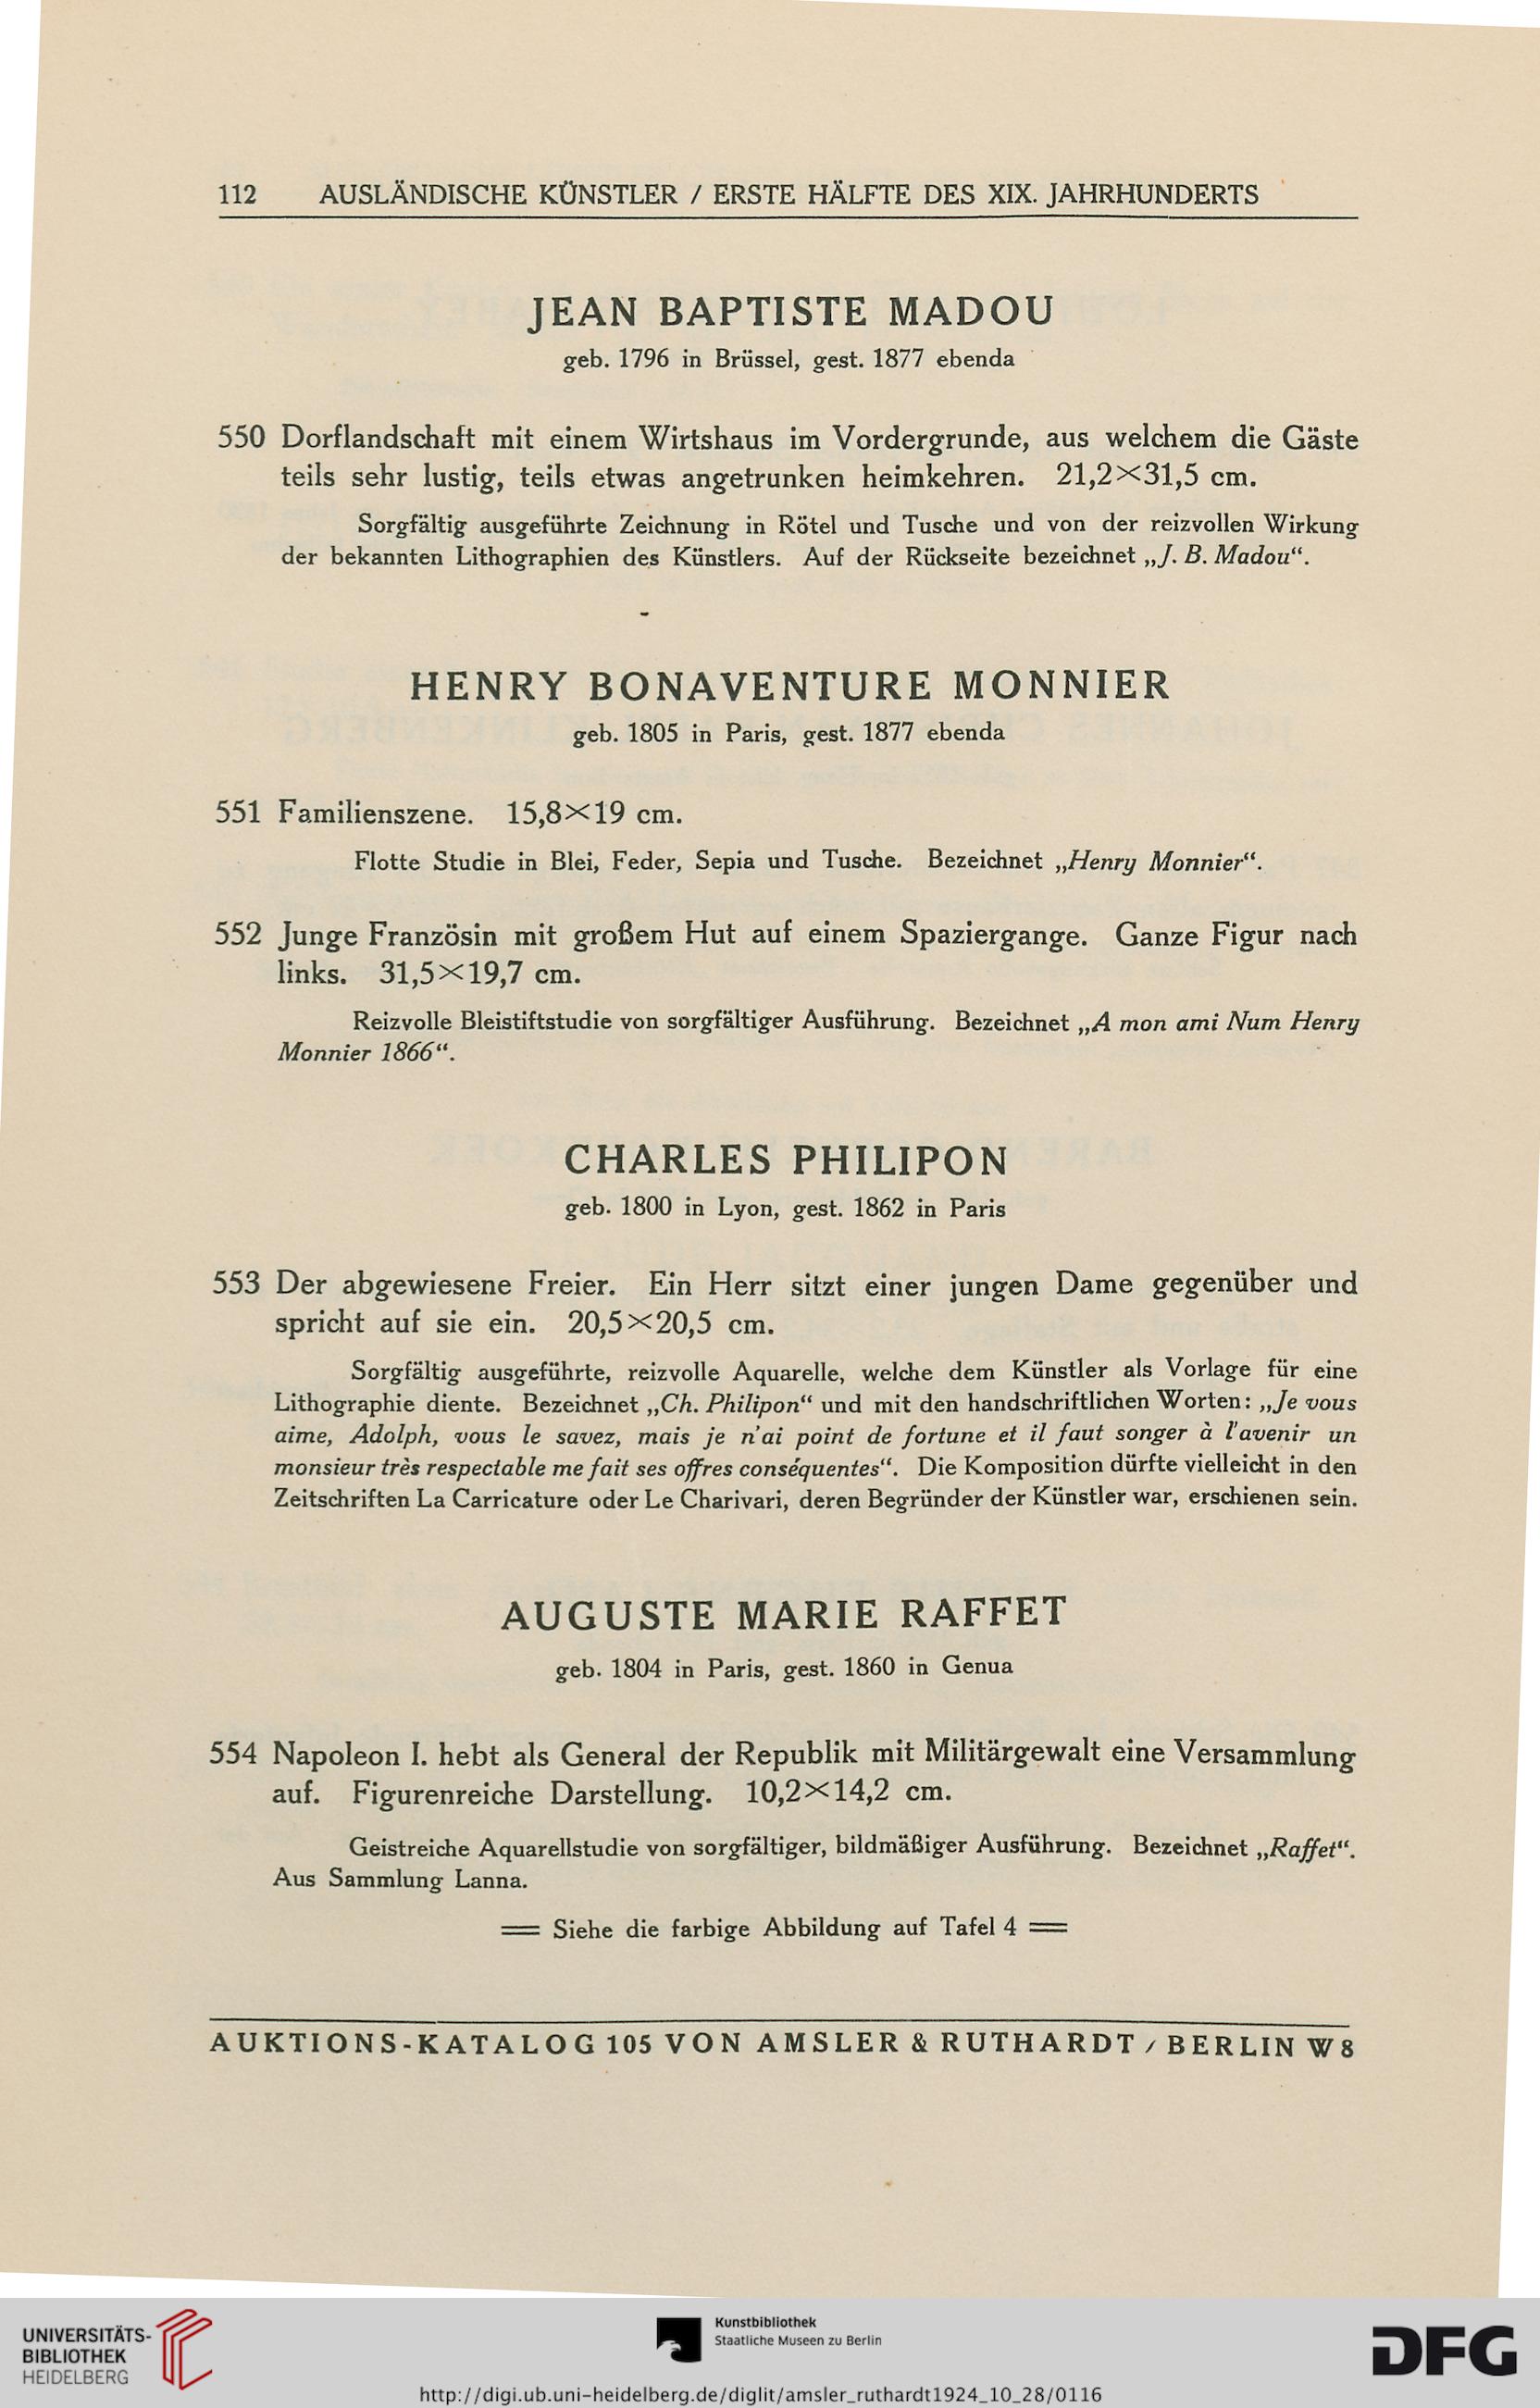 112 AUSLÄNDISCHE KÜNSTLER / ERSTE HÄLFTE DES XIX. JAHRHUNDERTS
JEAN BAPTISTE MADOU
geb. 1796 in Brüssel, gest. 1877 ebenda
550 Dorflandschaft mit einem Wirtshaus im Vordergrunde, aus welchem die Gäste
teils sehr lustig, teils etwas angetrunken heimkehren. 21,2×31,5 cm.
Sorgfältig ausgeführte Zeichnung in Rötel und Tusche und von der reizvollen Wirkung
der bekannten Lithographien des Künstlers. Auf der Rückseite bezeichnet „J. B. Madou“.
HENRY BONAVENTURE MONNIER
geb. 1805 in Paris, gest. 1877 ebenda
551 Familienszene. 15,8×19 cm.
Flotte Studie in Blei, Feder, Sepia und Tusche. Bezeichnet „Henry Monnier“.
552 Junge Französin mit großem Hut auf einem Spaziergange. Ganze Figur nach
links. 31,5×19,7 cm.
Reizvolle Bleistiftstudie von sorgfältiger Ausführung. Bezeichnet „A mon ami Num Henry
Monnier 1866“.
CHARLES PHILIPON
geb. 1800 in Lyon, gest. 1862 in Paris
553 Der abgewiesene Freier. Ein Herr sitzt einer jungen Dame gegenüber und
spricht auf sie ein. 20,5×20,5 cm.
Sorgfältig ausgeführte, reizvolle Aquarelle, welche dem Künstler als Vorlage für eine
Lithographie diente. Bezeichnet „Ch. Philipon“ und mit den handschriftlichen Worten: „Je vous
aime, Adolph, vous le savez, mais je n'ai point de fortune et il faut songer à l'avenir un
monsieur très respectable me fait ses offres conséquentes“. Die Komposition dürfte vielleicht in den
Zeitschriften La Carricature oder Le Charivari, deren Begründer der Künstler war, erschienen sein.
AUGUSTE MARIE RAFFET
geb. 1804 in Paris, gest. 1860 in Genua
554 Napoleon I. hebt als General der Republik mit Militärgewalt eine Versammlung
auf. Figurenreiche Darstellung. 10,2×14,2 cm.
Geistreiche Aquarellstudie von sorgfältiger, bildmäßiger Ausführung. Bezeichnet „Raffet“.
Aus Sammlung Lanna.
== Siehe die farbige Abbildung auf Tafel 4 ==
AUKTIONS-KATALOG 105 VON AMSLER & RUTHARDT / BERLIN W 8
UNIVERSITÄTS-
BIBLIOTHEK
HEIDELBERG
Kunstbibliothek
Staatliche Museen zu Berlin
DFG
http://digi.ub.uni-heidelberg.de/diglit/amsler_ruthardt1924_10_28/0116